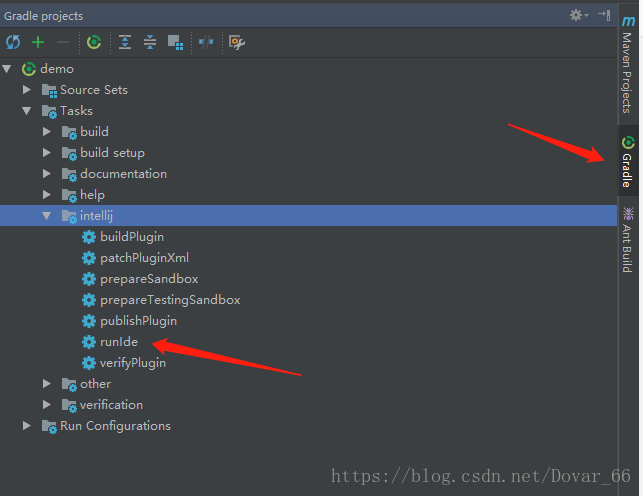 Gradle projects
demo
Source Sets
Tasks
build
build setup
documentation
help
intellij
buildPlugin
patchPluginXml
prepareSandbox
prepareTestingSandbox
publishPlugin
runIde
verifyPlugin
other
verification
Run Configurations
Maven Projects
Gradle
Ant Build
https://blog.csdn.net/Dovar_66